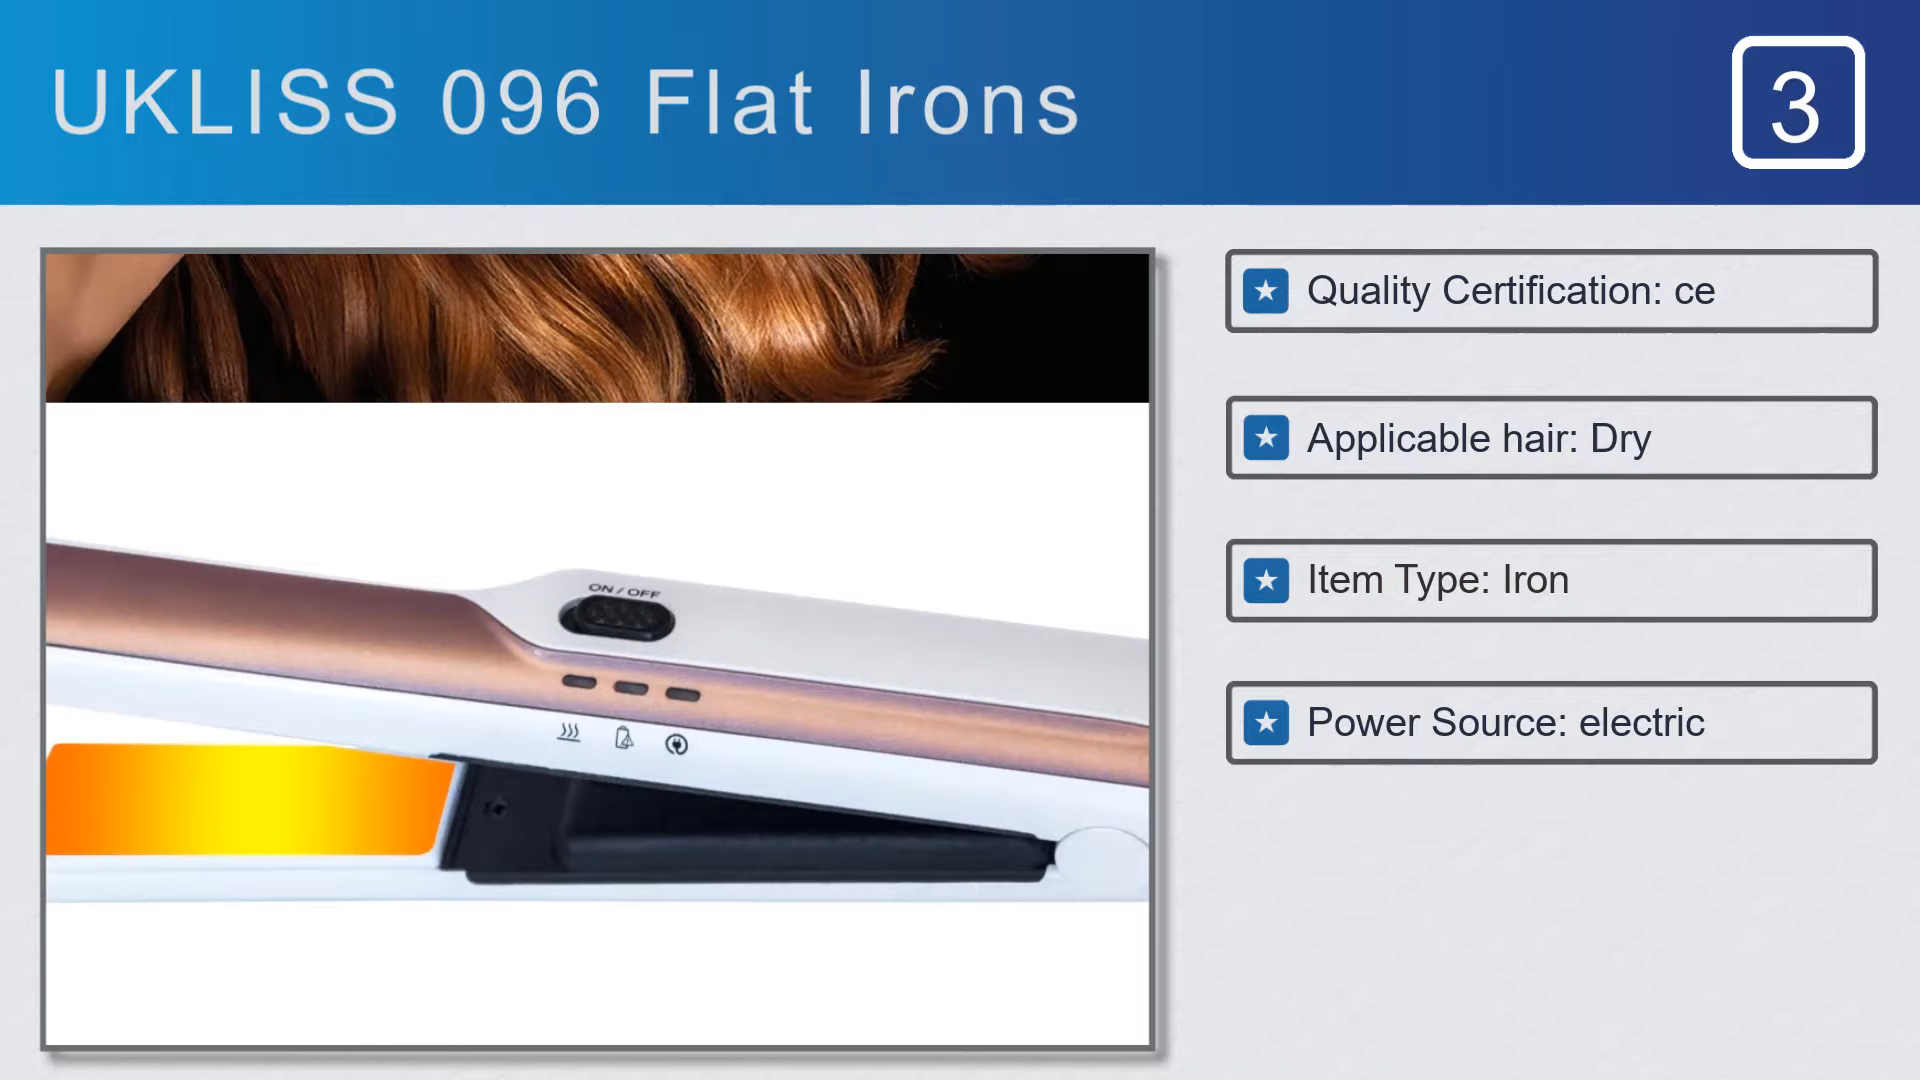 UKLISS 096 Flat Irons
3
ON / OFF
Quality Certification: ce
Applicable hair: Dry
Item Type: Iron
Power Source: electric